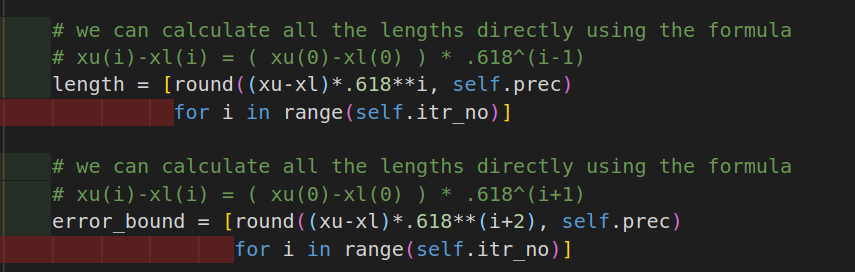 # we can calculate all the lengths directly using the formula
# xu(i)-xl(i) = ( xu(0)-xl(0) ) * .618^(i-1)
length = [round((xu-xl)*.618**i, self.prec)
for i in range(self.itr_no)]
# we can calculate all the lengths directly using the formula
# xu(i)-xl(i) = ( xu(0)-xl(0) ) * .618^(i+1)
error_bound = [round((xu-xl)*.618**(i+2), self.prec)
for i in range(self.itr_no)]